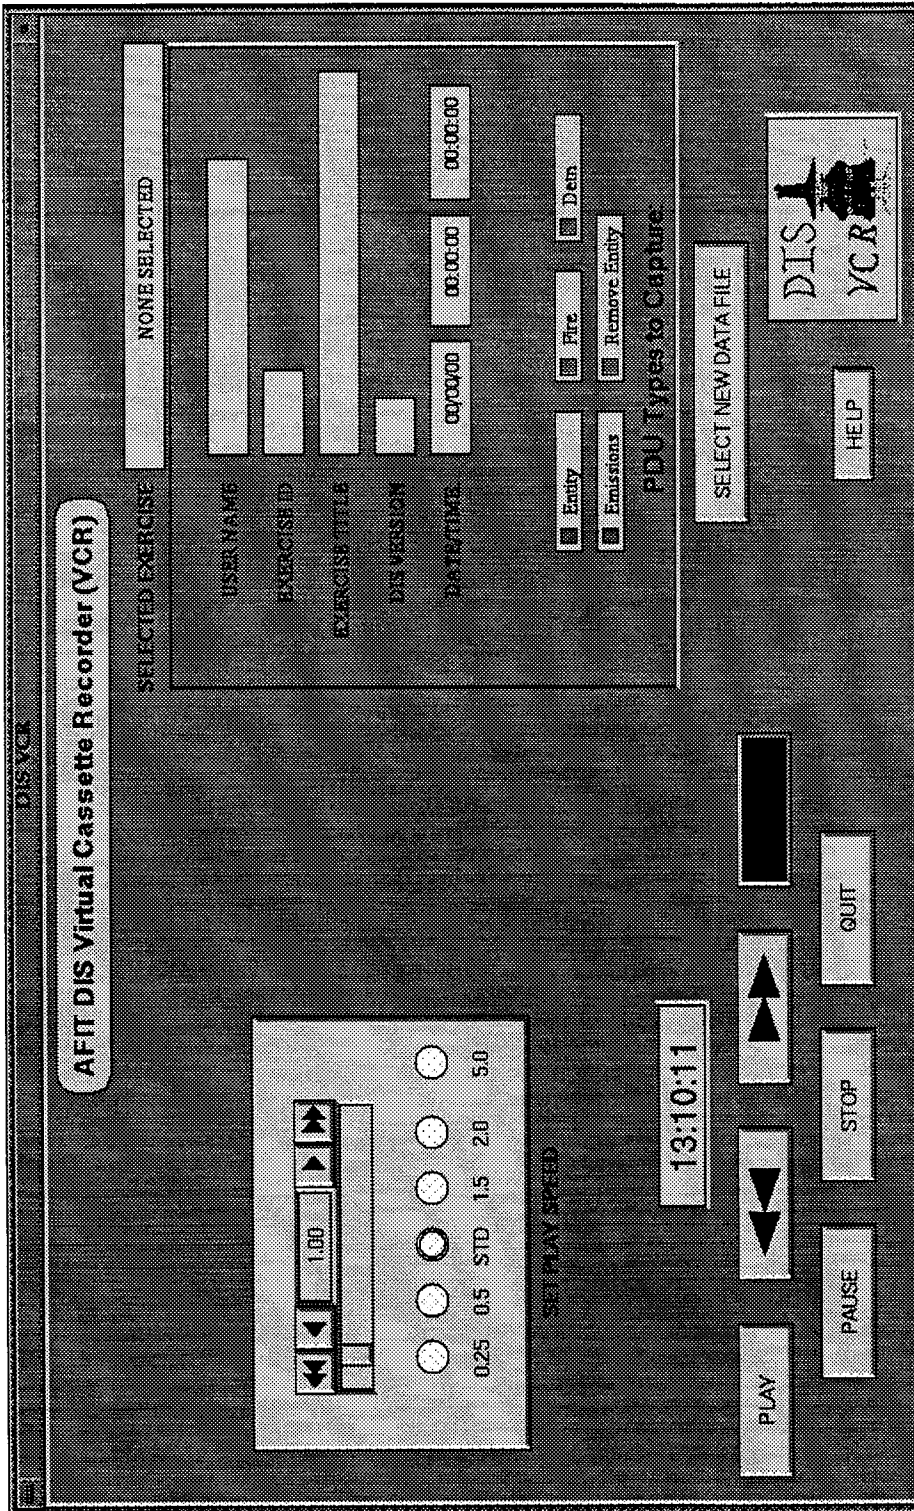 DIS VCR
AFIT DIS Virtual Cassette Recorder (VCR)
SELECTED EXERCISE
NONE SELECTED
USER NAME
EXERCISE ID
EXERCISE TITLE
DIS VERSION
DATE/TIME
00/00/00
00:00:00
00:00:00
Entity
Fire
Detn
Emissions
Remove Entity
PDU Types to Capture:
1.00
0.25
0.5
STD
1.5
2.0
5.0
SET PLAY SPEED
13:10:11
SELECT NEW DATA FILE
PLAY
PAUSE
STOP
QUIT
HELP
DIS
VCR